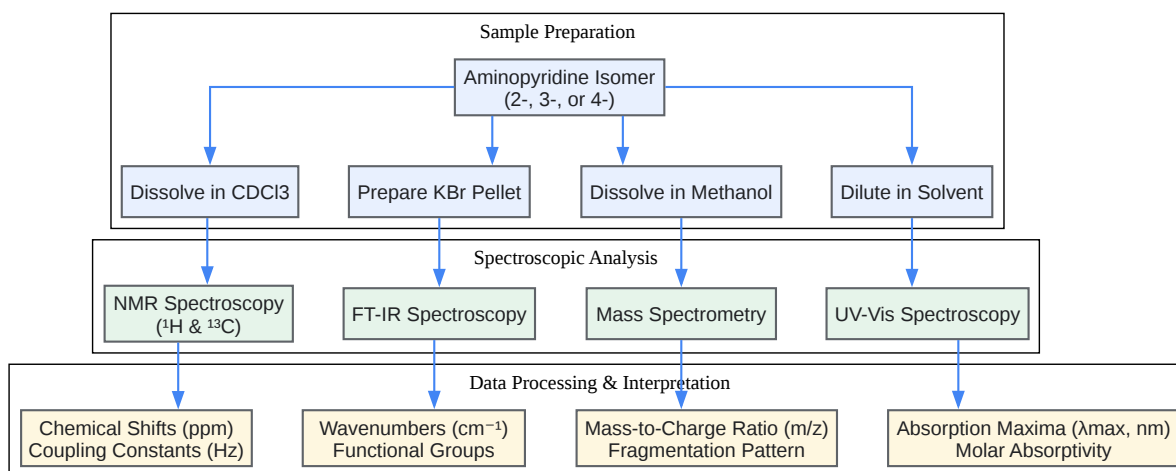 Sample Preparation
Aminopyridine Isomer
(2-, 3-, or 4-)
Dissolve in CDCl3
Prepare KBr Pellet
Dissolve in Methanol
Dilute in Solvent
Spectroscopic Analysis
NMR Spectroscopy
(¹H & ¹³C)
FT-IR Spectroscopy
Mass Spectrometry
UV-Vis Spectroscopy
Data Processing & Interpretation
Chemical Shifts (ppm)
Coupling Constants (Hz)
Wavenumbers (cm⁻¹)
Functional Groups
Mass-to-Charge Ratio (m/z)
Fragmentation Pattern
Absorption Maxima (λmax, nm)
Molar Absorptivity